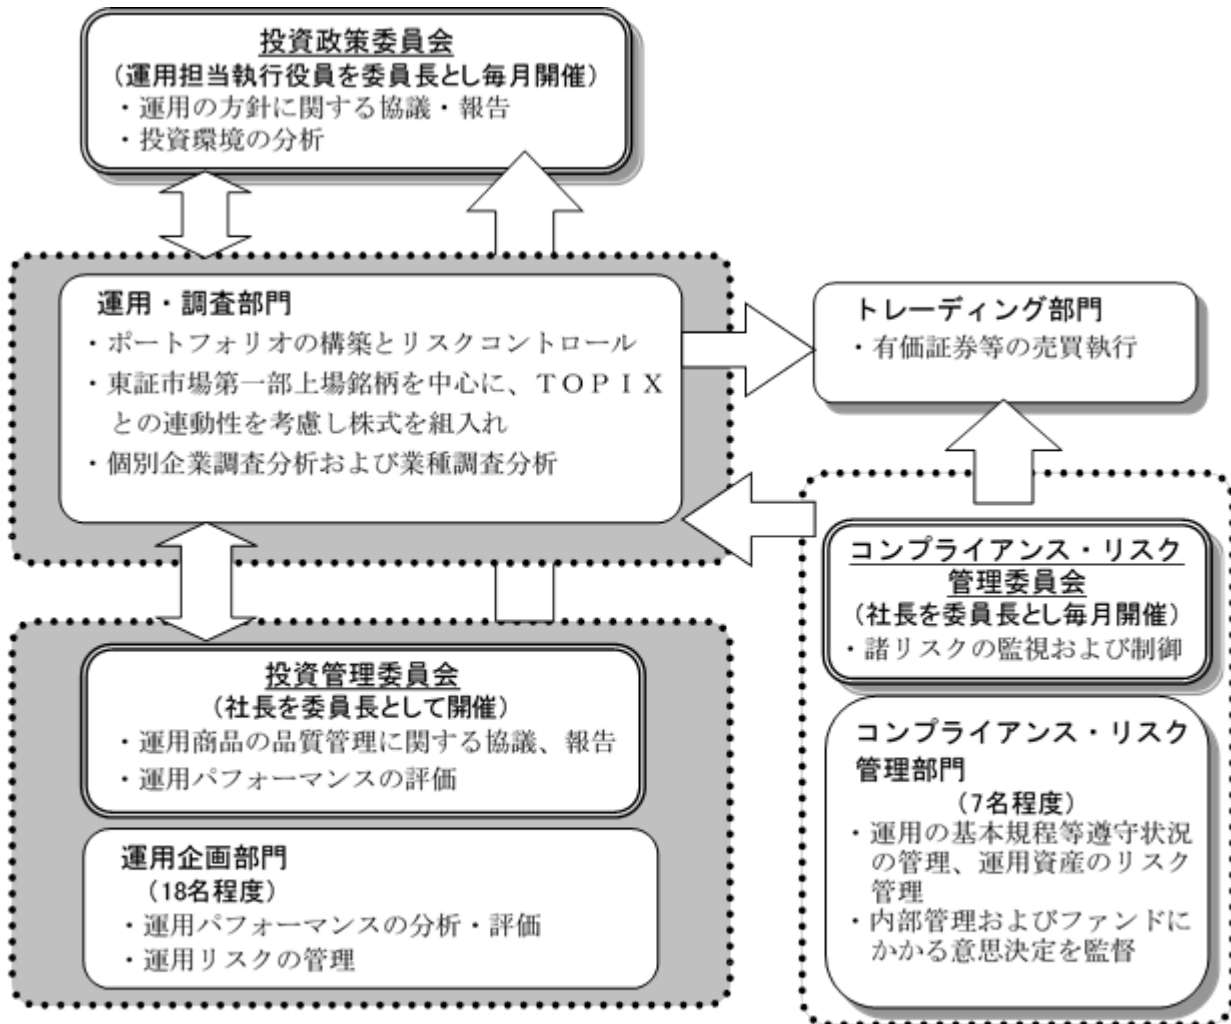 投資政策委員会
(運用担当執行役員を委員長とし毎月開催)
・運用の方針に関する協議・報告
・投資環境の分析
運用・調査部門
・ポートフォリオの構築とリスクコントロール
・東証市場第一部上場銘柄を中心に、ＴＯＰＩＸ
との連動性を考慮し株式を組入れ
・個別企業調査分析および業種調査分析
トレーディング部門
・有価証券等の売買執行
コンプライアンス・リスク
管理委員会
(社長を委員長とし毎月開催)
・諸リスクの監視および制御
投資管理委員会
(社長を委員長として開催)
・運用商品の品質管理に関する協議、報告
・運用パフォーマンスの評価
運用企画部門
(18名程度)
・運用パフォーマンスの分析・評価
・運用リスクの管理
コンプライアンス・リスク
管理部門
(7名程度)
・運用の基本規程等遵守状況
の管理、運用資産のリスク
管理
・内部管理およびファンドに
かかる意思決定を監督